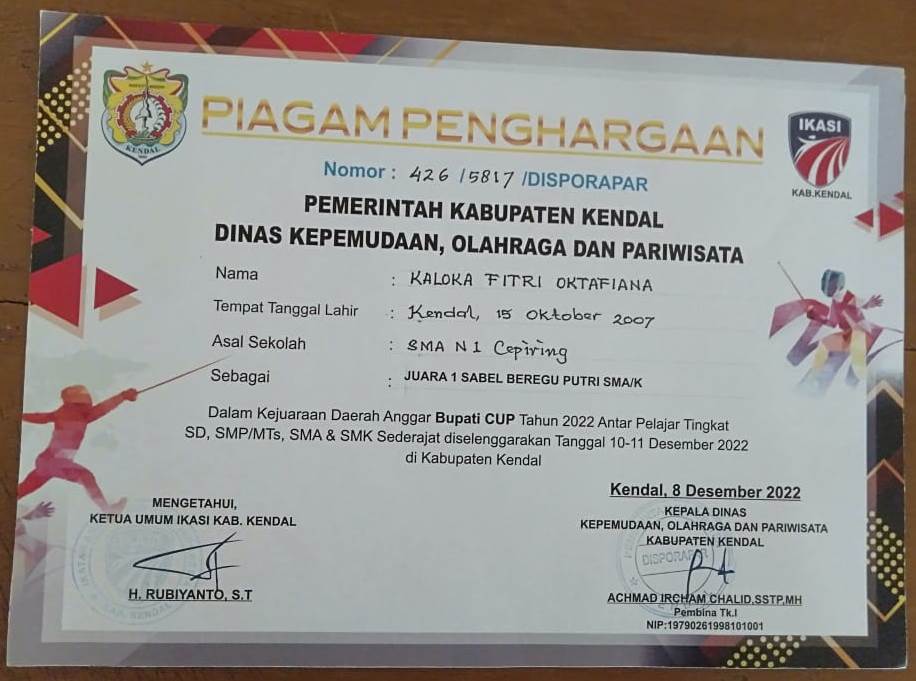 PIAGAM PENGHARGAAN
KENDAL
IKASI
KAB.KENDAL
Nomor : 426 / 5817 /DISPORAPAR
PEMERINTAH KABUPATEN KENDAL
DINAS KEPEMUDAAN, OLAHRAGA DAN PARIWISATA
Nama : KALOKA FITRI OKTAFIANA
Tempat Tanggal Lahir : Kendal, 15 Oktober 2007
Asal Sekolah : SMA N 1 Cepiring
Sebagai : JUARA 1 SABEL BEREGU PUTRI SMA/K
Dalam Kejuaraan Daerah Anggar Bupati CUP Tahun 2022 Antar Pelajar Tingkat
SD, SMP/MTs, SMA & SMK Sederajat diselenggarakan Tanggal 10-11 Desember 2022
di Kabupaten Kendal
MENGETAHUI,
KETUA UMUM IKASI KAB. KENDAL
H. RUBIYANTO, S.T
Kendal, 8 Desember 2022
KEPALA DINAS
KEPEMUDAAN, OLAHRAGA DAN PARIWISATA
KABUPATEN KENDAL
DISPORAPAR
ACHMAD IRCHAM CHALID,SSTP,MH
Pembina Tk.I
NIP:19790261998101001